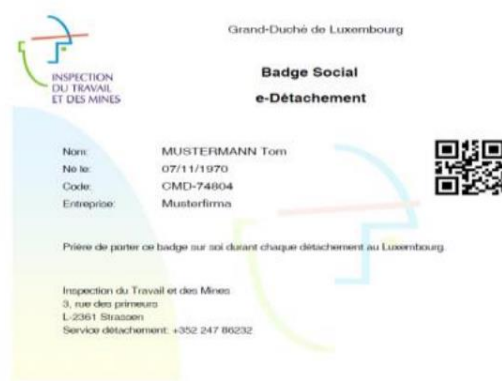 Grand-Duché de Luxembourg
INSPECTION
DU TRAVAIL
ET DES MINES
Badge Social
e-Détachement
Nom: MUSTERMANN Tom
Né le: 07/11/1970
Code: CMD-74804
Entreprise: Musterfirma
Prière de porter ce badge sur soi durant chaque détachement au Luxembourg.
Inspection du Travail et des Mines
3, rue des primeurs
L-2361 Strassen
Service détachement: +352 247 86232